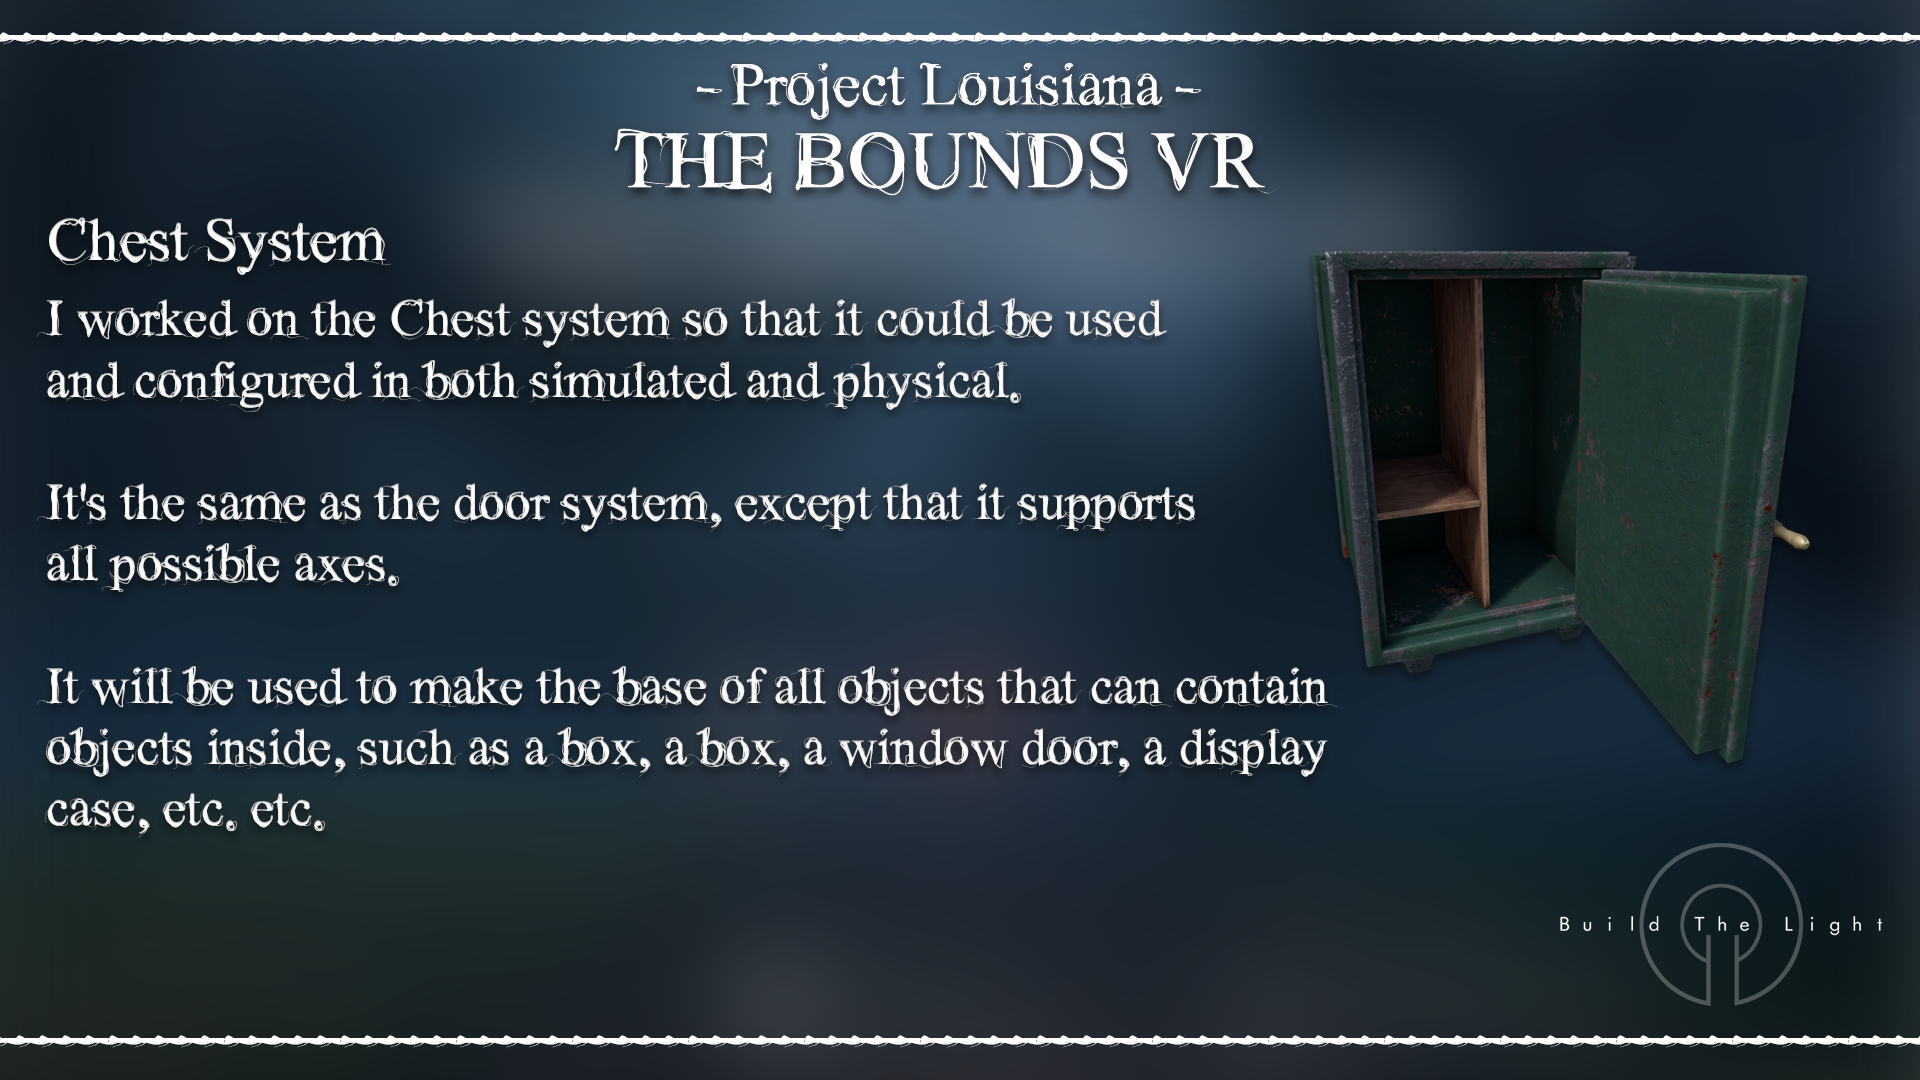 - Project Louisiana -
THE BOUNDS VR
Chest System
I worked on the Chest system so that it could be used
and configured in both simulated and physical.
It's the same as the door system, except that it supports
all possible axes.
It will be used to make the base of all objects that can contain
objects inside, such as a box, a box, a window door, a display
case, etc. etc.
Build The Light